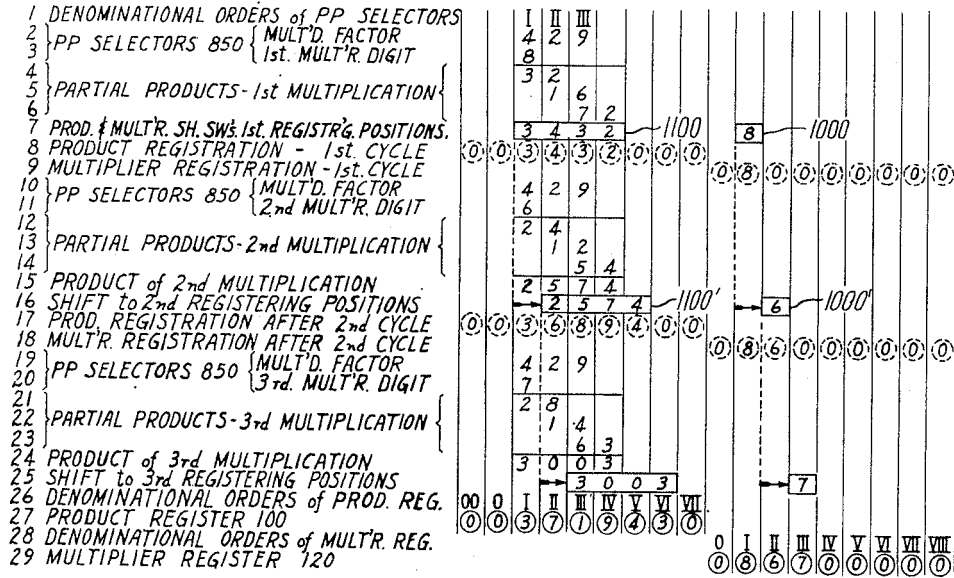 1 DENOMINATIONAL ORDERS of PP SELECTORS I II III
2 PP SELECTORS 850 { MULT'D. FACTOR 4 2 9
3 1st. MULT'R. DIGIT 8
4 3 2
5 PARTIAL PRODUCTS-1st MULTIPLICATION 1 6
6 7 2
7 PROD. & MULT'R. SH. SW's. 1st. REGISTR'G. POSITIONS. 3 4 3 2 1100 8 1000
8 PRODUCT REGISTRATION - 1st. CYCLE 0 0 3 4 3 2 0 0 0
9 MULTIPLIER REGISTRATION -1st. CYCLE 0 8 0 0 0 0 0 0 0
10 PP SELECTORS 850 { MULT'D. FACTOR 4 2 9
11 2nd MULT'R. DIGIT 6
12 2 4
13 PARTIAL PRODUCTS-2nd MULTIPLICATION 1 2
14 5 4
15 PRODUCT of 2nd MULTIPLICATION 2 5 7 4
16 SHIFT to 2nd REGISTERING POSITIONS 2 5 7 4 1100' 6 1000'
17 PROD. REGISTRATION AFTER 2nd CYCLE 0 0 3 6 8 9 4 0 0
18 MULT'R. REGISTRATION AFTER 2nd CYCLE 0 8 6 0 0 0 0 0 0
19 PP SELECTORS 850 { MULT'D. FACTOR 4 2 9
20 3rd. MULT'R. DIGIT 7
21 2 8
22 PARTIAL PRODUCTS-3rd MULTIPLICATION 1 4
23 6 3
24 PRODUCT of 3rd MULTIPLICATION 3 0 0 3
25 SHIFT to 3rd REGISTERING POSITIONS 3 0 0 3 7
26 DENOMINATIONAL ORDERS of PROD. REG. 00 0 I II III IV V VI VII
27 PRODUCT REGISTER 100 0 0 3 7 1 9 4 3 0
28 DENOMINATIONAL ORDERS of MULT'R. REG. 0 I II III IV V VI VII VIII
29 MULTIPLIER REGISTER 120 0 8 6 7 0 0 0 0 0